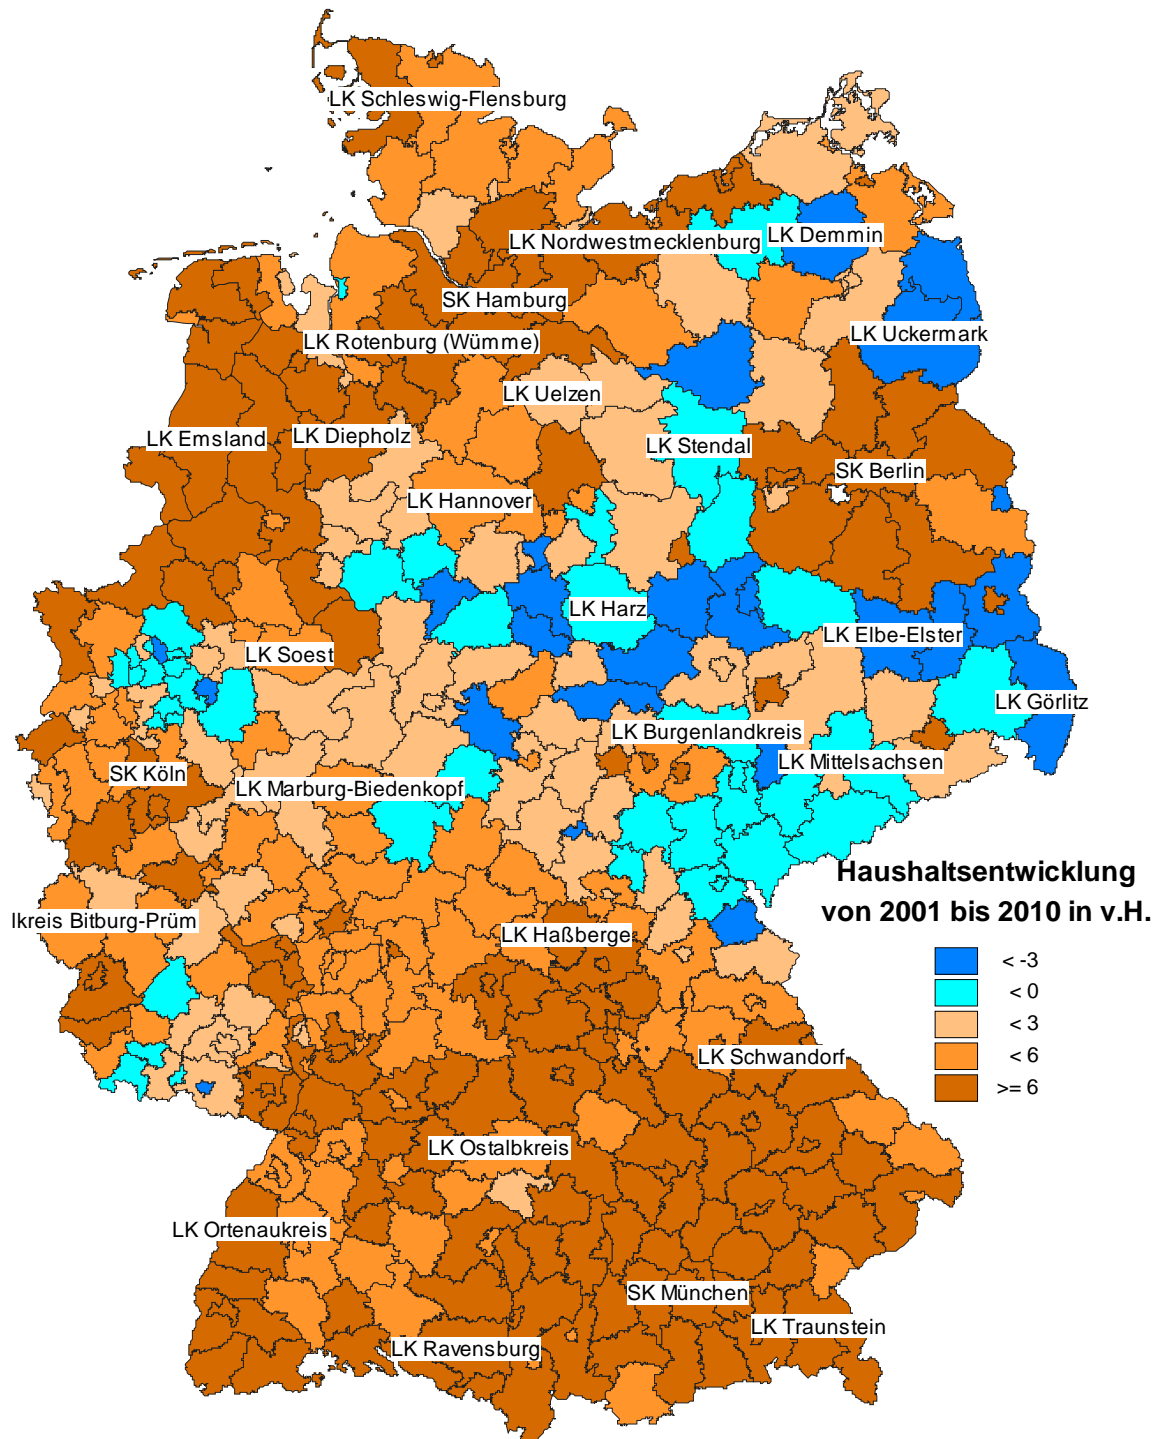 LK Schleswig-Flensburg
LK Nordwestmecklenburg
LK Demmin
SK Hamburg
LK Uckermark
LK Rotenburg (Wümme)
LK Uelzen
LK Emsland
LK Diepholz
LK Stendal
SK Berlin
LK Hannover
LK Harz
LK Elbe-Elster
LK Soest
LK Görlitz
LK Burgenlandkreis
LK Mittelsachsen
SK Köln
LK Marburg-Biedenkopf
Haushaltsentwicklung
von 2001 bis 2010 in v.H.
lkreis Bitburg-Prüm
LK Haßberge
< -3
< 0
< 3
< 6
>= 6
LK Schwandorf
LK Ostalbkreis
LK Ortenaukreis
SK München
LK Traunstein
LK Ravensburg